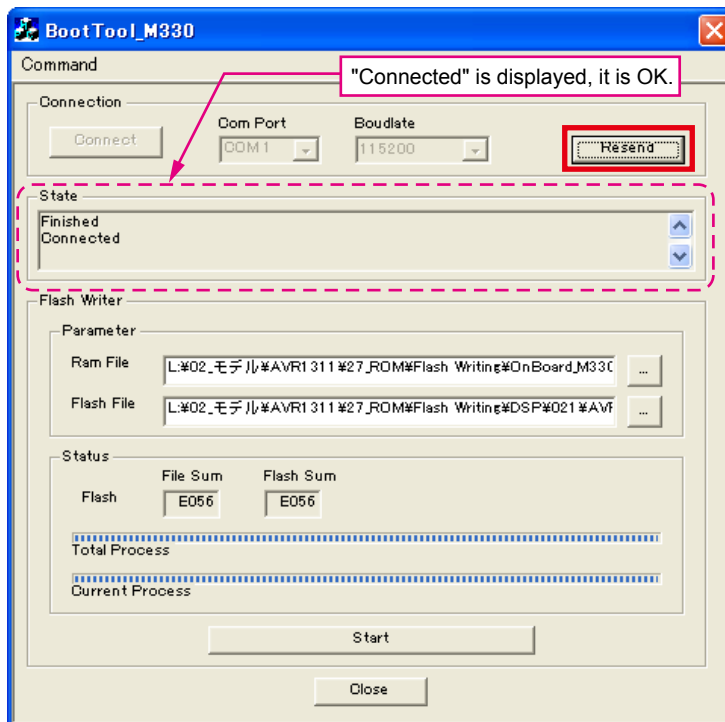 BootTool_M330
Command
"Connected" is displayed, it is OK.
Connection
Connect
Com Port
COM1
Boudlate
115200
Resend
State
Finished
Connected
Flash Writer
Parameter
Ram File
L:¥02_モデル¥AVR1311¥27_ROM¥Flash Writing¥OnBoard_M330
...
Flash File
L:¥02_モデル¥AVR1311¥27_ROM¥Flash Writing¥DSP¥021¥AVR
...
Status
File Sum
Flash Sum
Flash
E056
E056
Total Process
Current Process
Start
Close